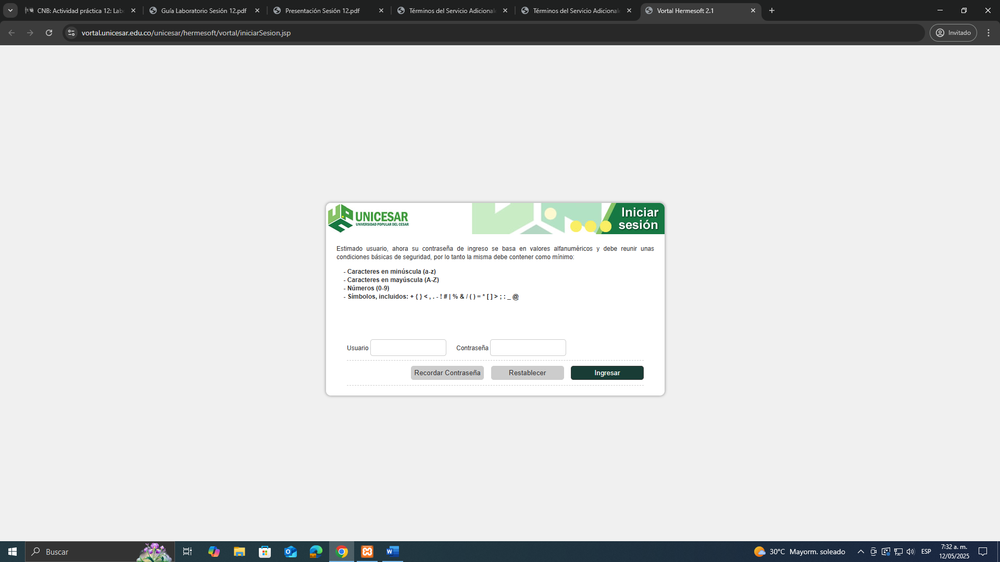 CNB: Actividad práctica 12: Lab
Guía Laboratorio Sesión 12.pdf
Presentación Sesión 12.pdf
Términos del Servicio Adicional
Términos del Servicio Adicional
Vortal Hermesoft 2.1
vortal.unicesar.edu.co/unicesar/hermesoft/vortal/iniciarSesion.jsp
Invitado
UNICESAR
UNIVERSIDAD POPULAR DEL CESAR
Iniciar
sesión
Estimado usuario, ahora su contraseña de ingreso se basa en valores alfanuméricos y debe reunir unas
condiciones básicas de seguridad, por lo tanto la misma debe contener como mínimo:
- Caracteres en minúscula (a-z)
- Caracteres en mayúscula (A-Z)
- Números (0-9)
- Símbolos, incluidos: + { } < , . - ! # | % & / ( ) = * [ ] > ; : _ @
Usuario
Contraseña
Recordar Contraseña
Restablecer
Ingresar
Buscar
30°C Mayorm. soleado
ESP
7:32 a. m.
12/05/2025